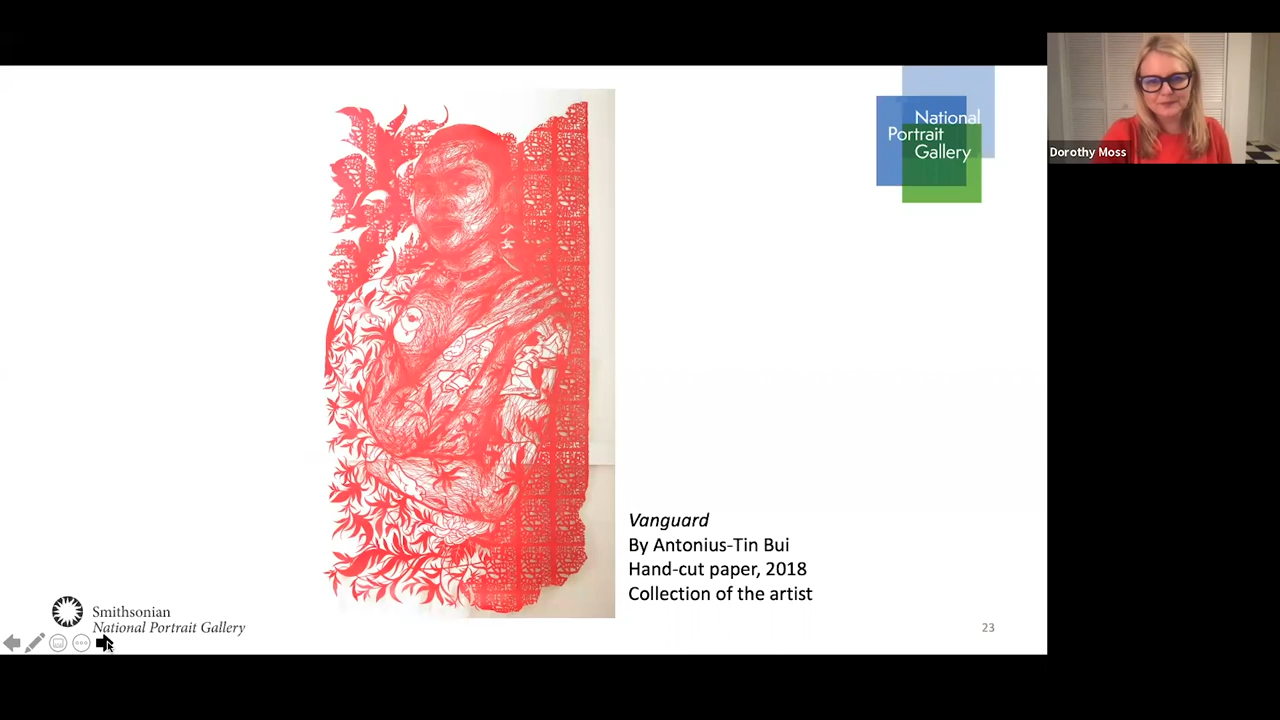 National
Portrait
Gallery
Dorothy Moss
Vanguard
By Antonius-Tin Bui
Hand-cut paper, 2018
Collection of the artist
Smithsonian
National Portrait Gallery
23